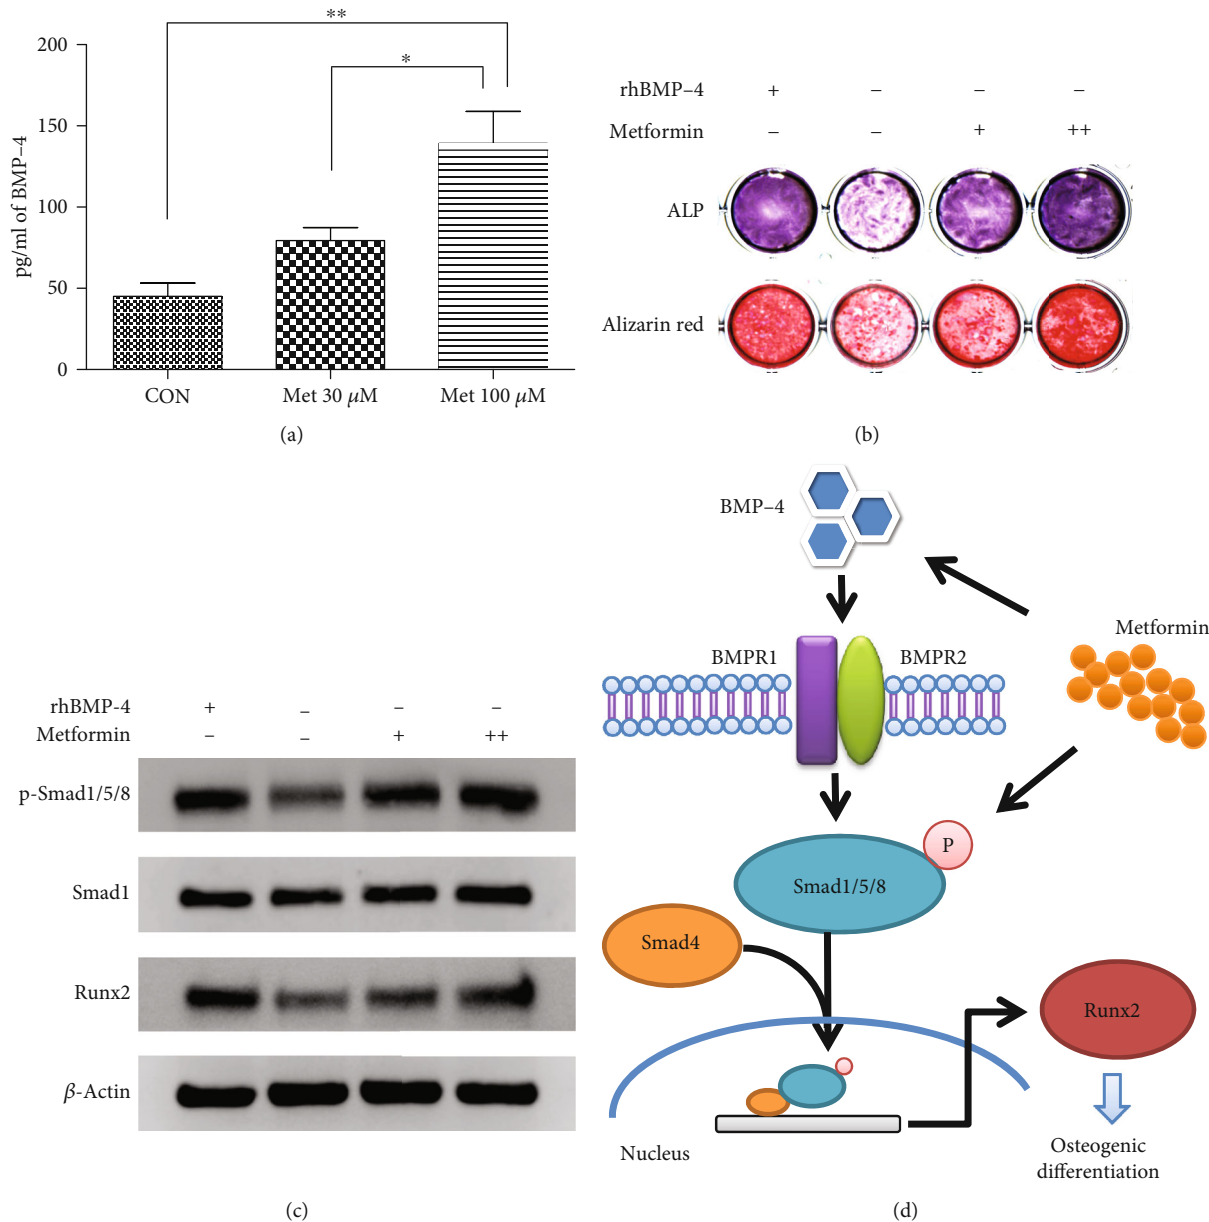 **
*
200
150
100
50
0
pg/ml of BMP–4
CON
Met 30 μM
Met 100 μM
(a)
rhBMP–4 + – – –
Metformin – – + ++
ALP
Alizarin red
(b)
rhBMP-4 + – – –
Metformin – – + ++
p-Smad1/5/8
Smad1
Runx2
β-Actin
(c)
BMP–4
Metformin
BMPR1
BMPR2
P
Smad1/5/8
Smad4
Runx2
Nucleus
Osteogenic
differentiation
(d)